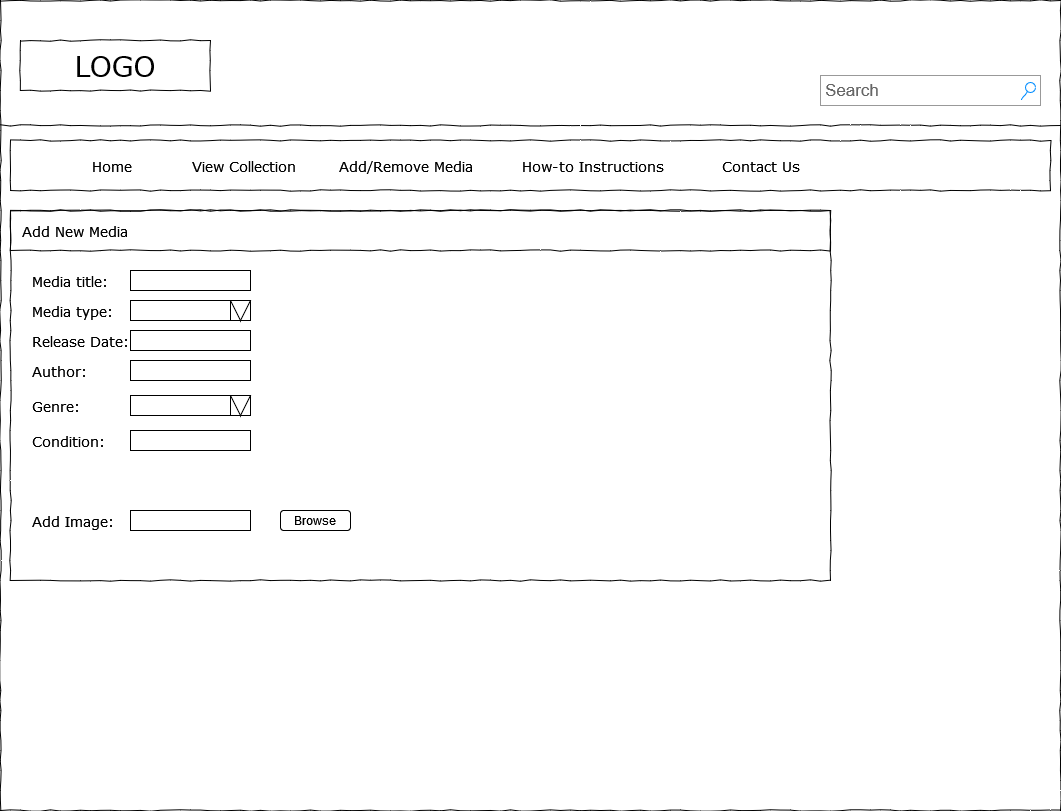 LOGO
Search
Home View Collection Add/Remove Media How-to Instructions Contact Us
Add New Media
Media title:
Media type:
Release Date:
Author:
Genre:
Condition:
Add Image: Browse